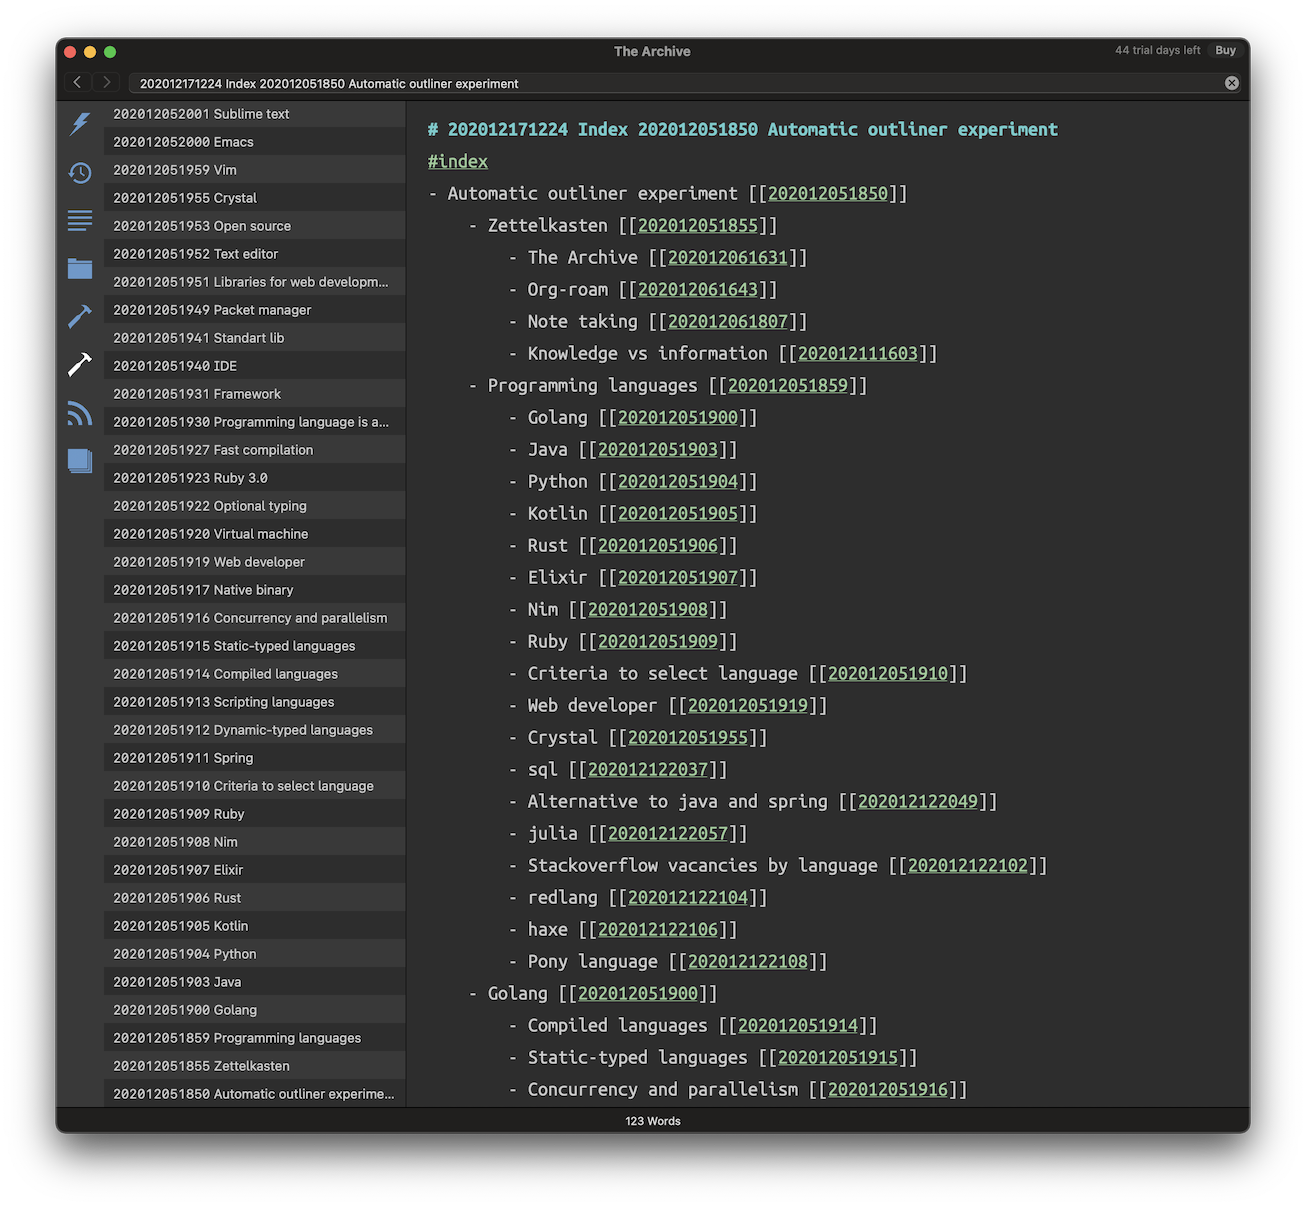 The Archive
44 trial days left Buy
202012171224 Index 202012051850 Automatic outliner experiment
202012052001 Sublime text
202012052000 Emacs
202012051959 Vim
202012051955 Crystal
202012051953 Open source
202012051952 Text editor
202012051951 Libraries for web developm...
202012051949 Packet manager
202012051941 Standart lib
202012051940 IDE
202012051931 Framework
202012051930 Programming language is a...
202012051927 Fast compilation
202012051923 Ruby 3.0
202012051922 Optional typing
202012051920 Virtual machine
202012051919 Web developer
202012051917 Native binary
202012051916 Concurrency and parallelism
202012051915 Static-typed languages
202012051914 Compiled languages
202012051913 Scripting languages
202012051912 Dynamic-typed languages
202012051911 Spring
202012051910 Criteria to select language
202012051909 Ruby
202012051908 Nim
202012051907 Elixir
202012051906 Rust
202012051905 Kotlin
202012051904 Python
202012051903 Java
202012051900 Golang
202012051859 Programming languages
202012051855 Zettelkasten
202012051850 Automatic outliner experime...
# 202012171224 Index 202012051850 Automatic outliner experiment
#index
- Automatic outliner experiment [[202012051850]]
- Zettelkasten [[202012051855]]
- The Archive [[202012061631]]
- Org-roam [[202012061643]]
- Note taking [[202012061807]]
- Knowledge vs information [[202012111603]]
- Programming languages [[202012051859]]
- Golang [[202012051900]]
- Java [[202012051903]]
- Python [[202012051904]]
- Kotlin [[202012051905]]
- Rust [[202012051906]]
- Elixir [[202012051907]]
- Nim [[202012051908]]
- Ruby [[202012051909]]
- Criteria to select language [[202012051910]]
- Web developer [[202012051919]]
- Crystal [[202012051955]]
- sql [[202012122037]]
- Alternative to java and spring [[202012122049]]
- julia [[202012122057]]
- Stackoverflow vacancies by language [[202012122102]]
- redlang [[202012122104]]
- haxe [[202012122106]]
- Pony language [[202012122108]]
- Golang [[202012051900]]
- Compiled languages [[202012051914]]
- Static-typed languages [[202012051915]]
- Concurrency and parallelism [[202012051916]]
123 Words